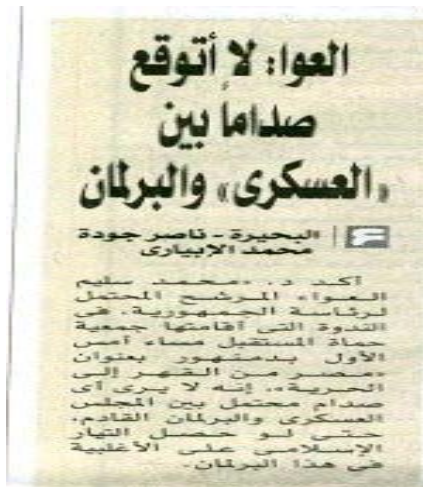 العوا: لا أتوقع
صداماً بين
«العسكرى» والبرلمان
البحيرة - ناصر جودة
محمد الابيارى
أكد د. «محمد سليم
العوا» المرشح المحتمل
لرئاسة الجمهورية، فى
الندوة التى أقامتها جمعية
حماة المستقبل مساء أمس
الأول بدمنهور بعنوان
«مصر من القهر إلى
الحرية»، إنه لا يرى أى
صدام محتمل بين المجلس
العسكرى والبرلمان القادم،
حتى لو حصل التيار
الإسلامى على الأغلبية
فى هذا البرلمان.